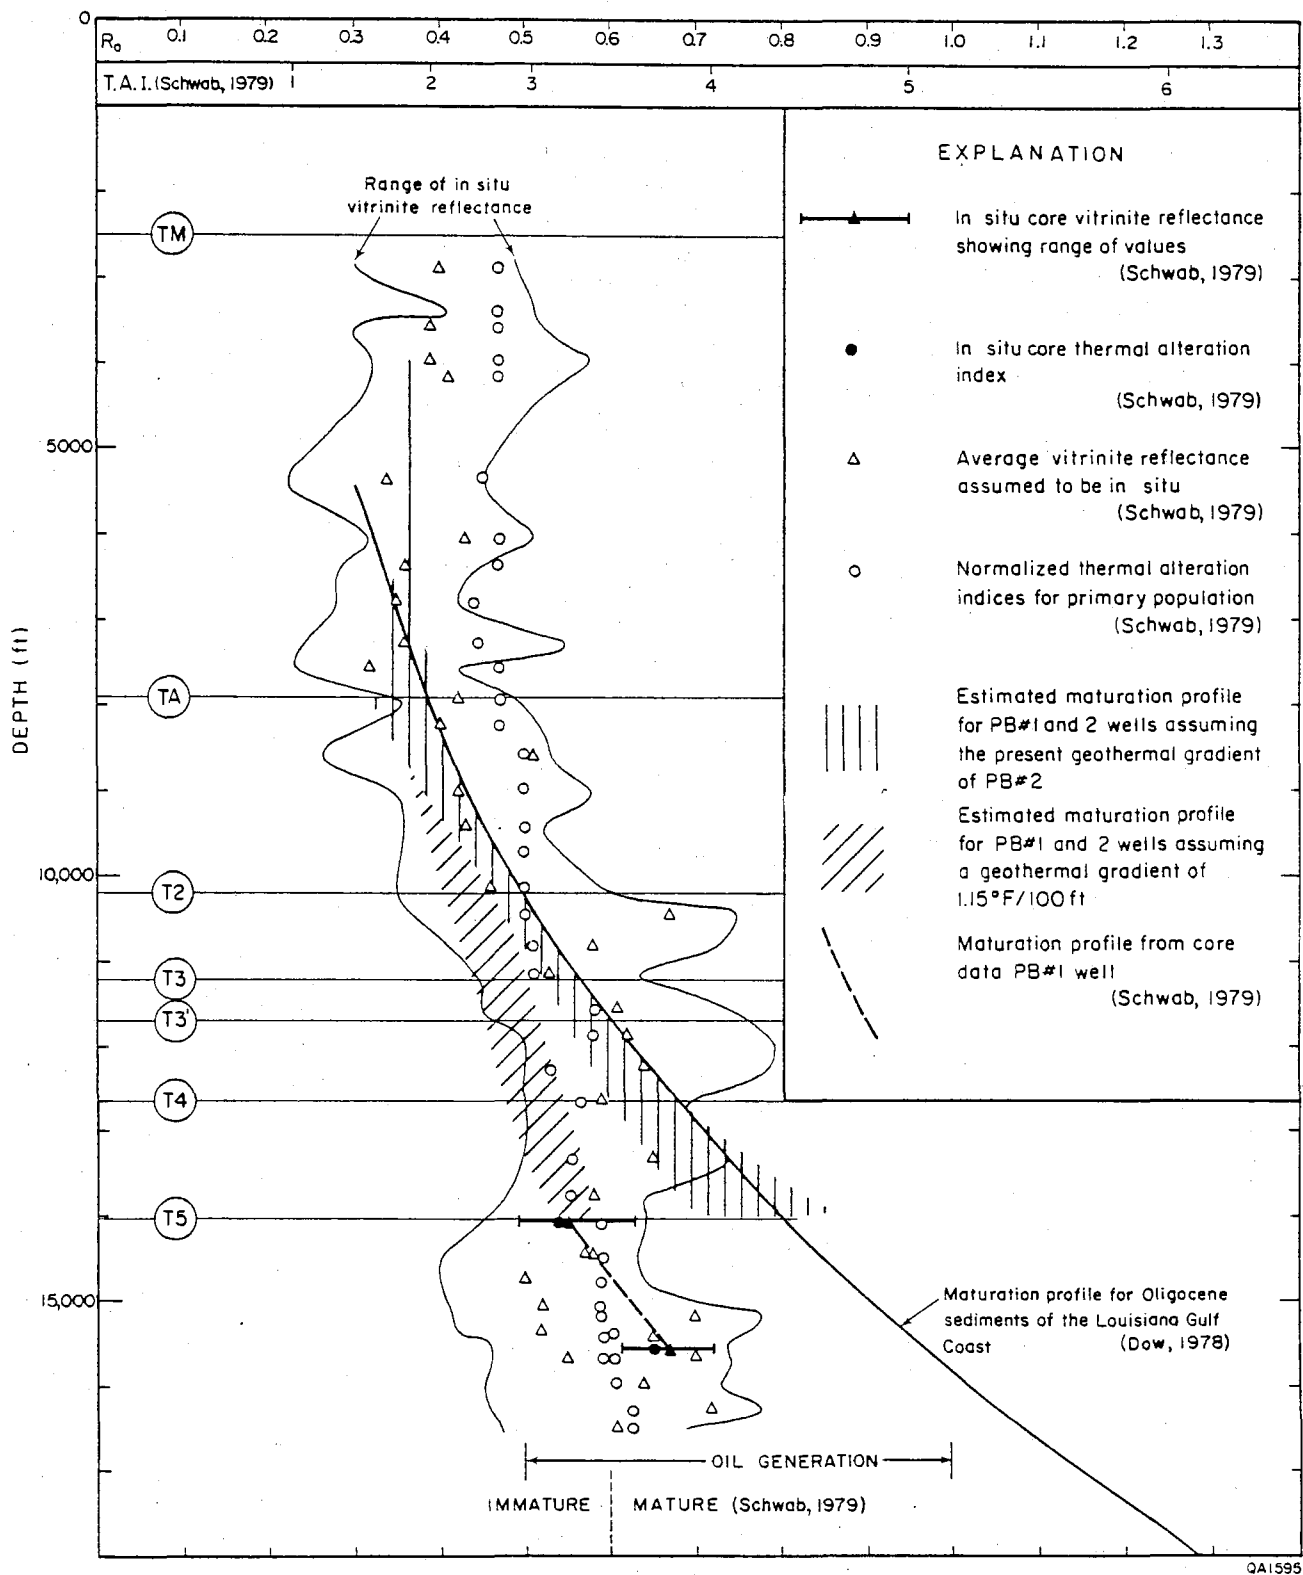 0
Ro 0.1 0.2 0.3 0.4 0.5 0.6 0.7 0.8 0.9 1.0 1.1 1.2 1.3
T.A.I. (Schwab, 1979) 1 2 3 4 5 6
EXPLANATION
Range of in situ
vitrinite reflectance
In situ core vitrinite reflectance
showing range of values
(Schwab, 1979)
In situ core thermal alteration
index
(Schwab, 1979)
Average vitrinite reflectance
assumed to be in situ
(Schwab, 1979)
Normalized thermal alteration
indices for primary population
(Schwab, 1979)
Estimated maturation profile
for PB#1 and 2 wells assuming
the present geothermal gradient
of PB#2
Estimated maturation profile
for PB#1 and 2 wells assuming
a geothermal gradient of
1.15°F/100 ft
Maturation profile from core
data PB#1 well
(Schwab, 1979)
TM
5000
DEPTH (ft)
TA
10,000
T2
T3
T3'
T4
T5
15,000
Maturation profile for Oligocene
sediments of the Louisiana Gulf
Coast (Dow, 1978)
OIL GENERATION
IMMATURE MATURE (Schwab, 1979)
QA1595